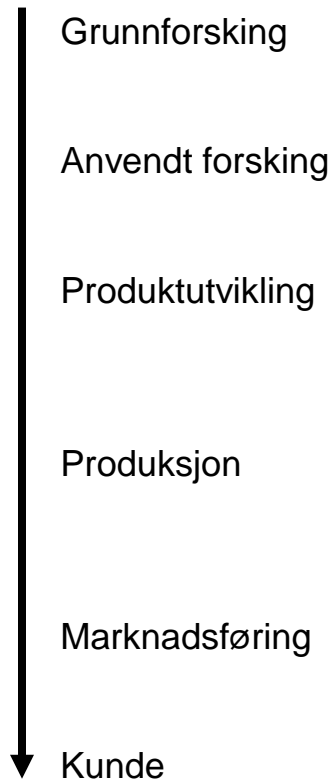 Grunnforsking
Anvendt forsking
Produktutvikling
Produksjon
Marknadsføring
Kunde